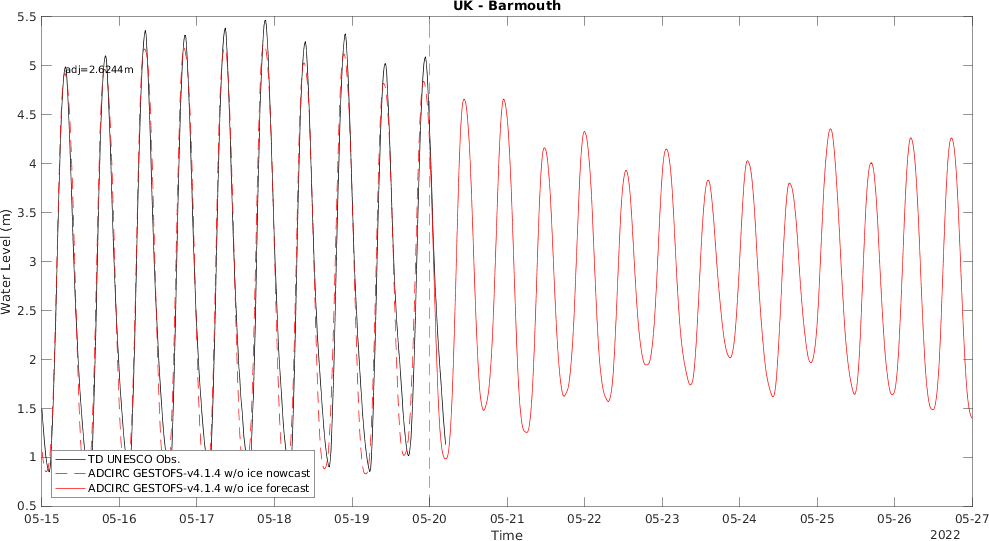 UK - Barmouth
5.5
5
4.5
4
3.5
3
2.5
2
1.5
1
0.5
Water Level (m)
adj=2.6244m
TD UNESCO Obs.
ADCIRC GESTOFS-v4.1.4 w/o ice nowcast
ADCIRC GESTOFS-v4.1.4 w/o ice forecast
05-15 05-16 05-17 05-18 05-19 05-20 05-21 05-22 05-23 05-24 05-25 05-26 05-27
Time
2022